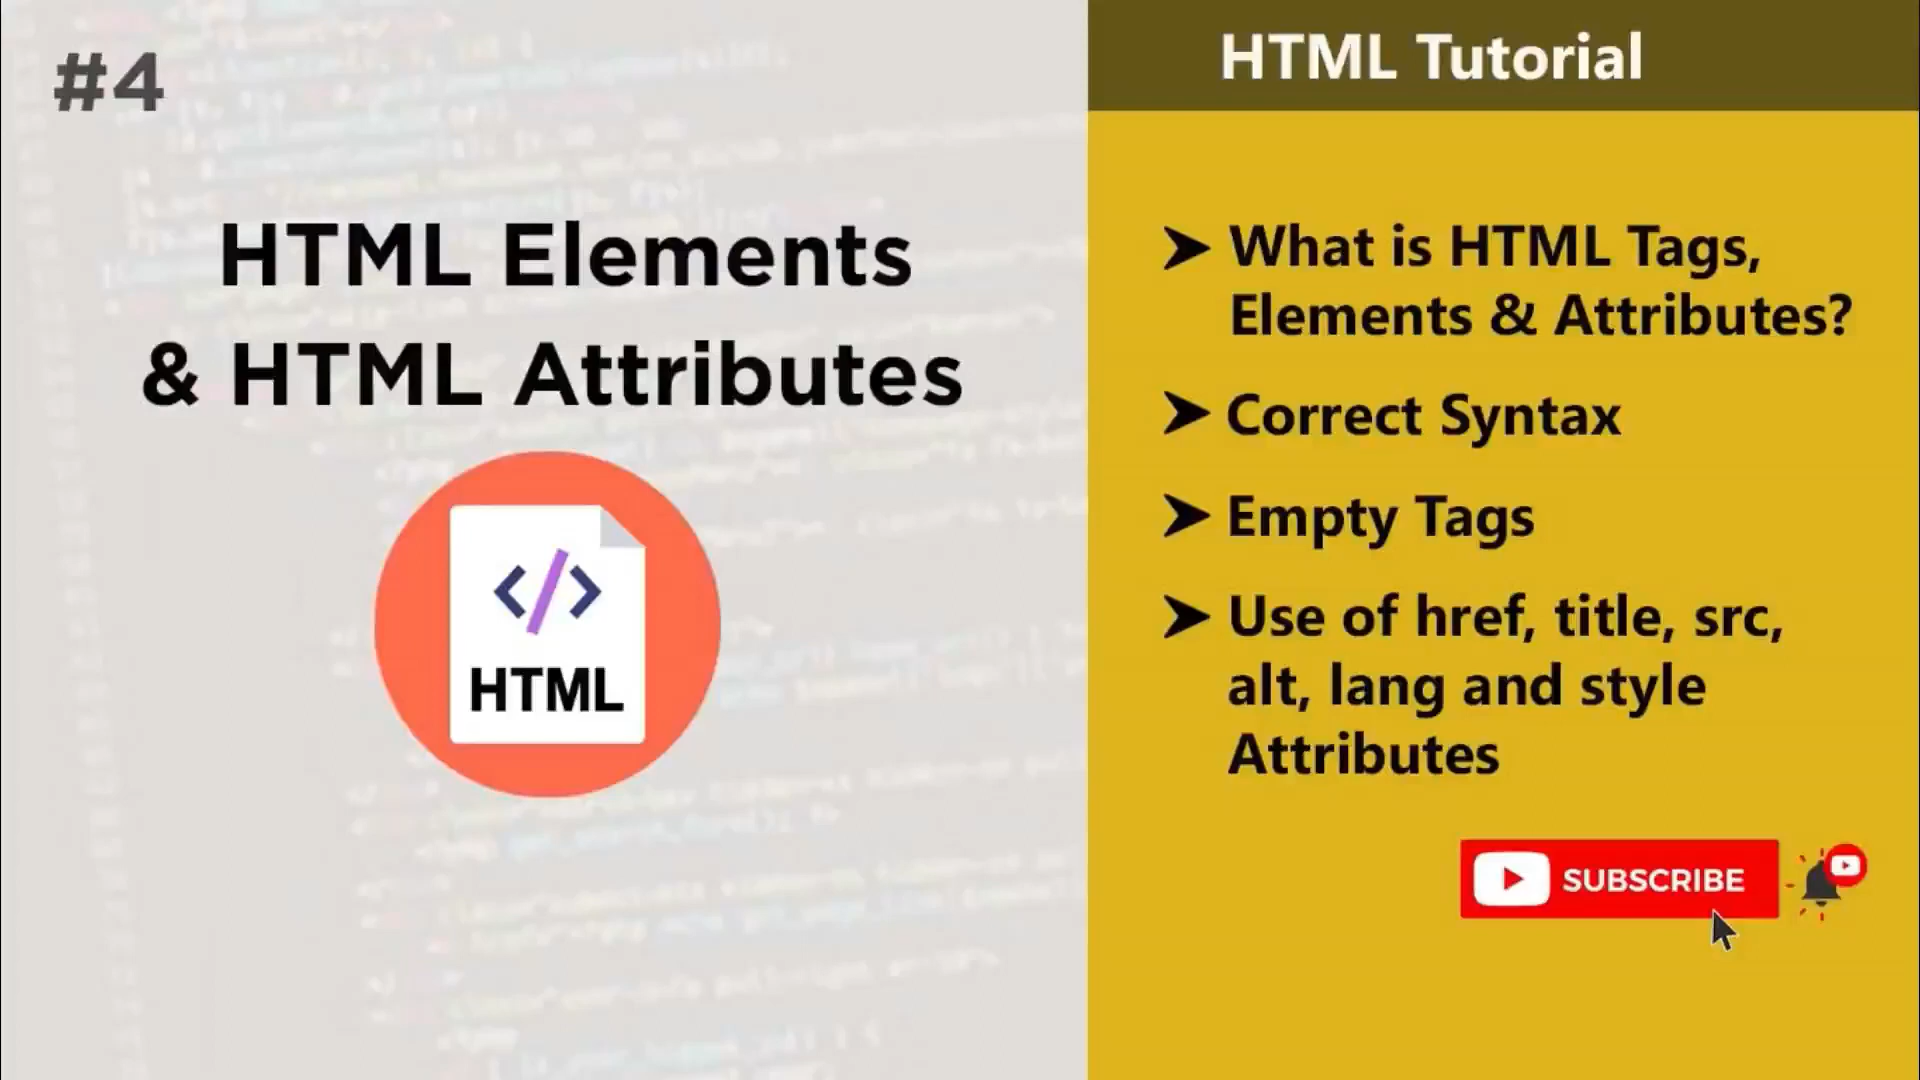 #4
HTML Elements
& HTML Attributes
</>
HTML
HTML Tutorial
➤ What is HTML Tags,
Elements & Attributes?
➤ Correct Syntax
➤ Empty Tags
➤ Use of href, title, src,
alt, lang and style
Attributes
SUBSCRIBE